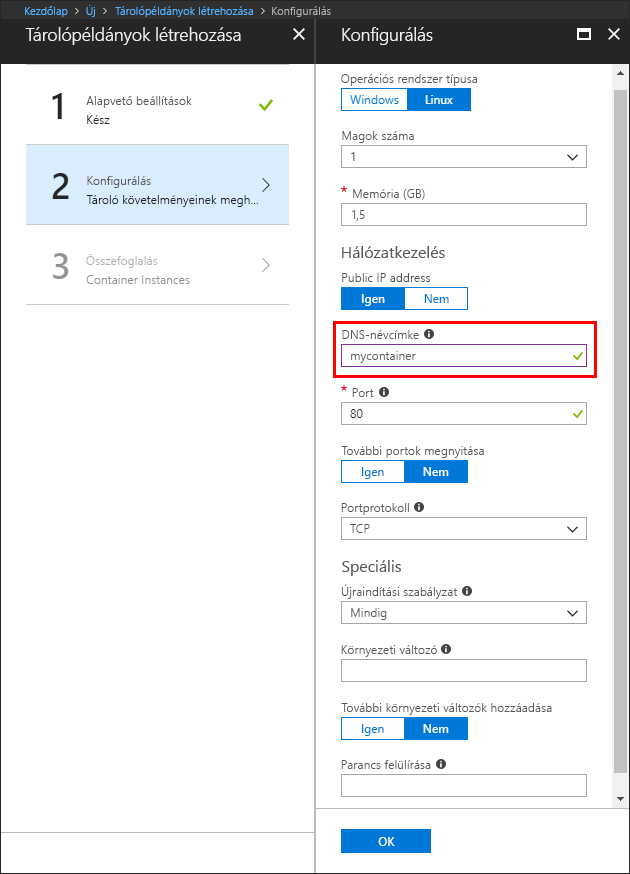 Kezdőlap > Új > Tárolópéldányok létrehozása > Konfigurálás
Tárolópéldányok létrehozása
1
Alapvető beállítások
Kész
2
Konfigurálás
Tároló követelményeinek megh...
3
Összefoglalás
Container Instances
Konfigurálás
Operációs rendszer típusa
Windows Linux
Magok száma
1
* Memória (GB)
1,5
Hálózatkezelés
Public IP address
Igen Nem
DNS-névcímke
mycontainer
* Port
80
További portok megnyitása
Igen Nem
Portprotokoll
TCP
Speciális
Újraindítási szabályzat
Mindig
Környezeti változó
További környezeti változók hozzáadása
Igen Nem
Parancs felülírása
OK